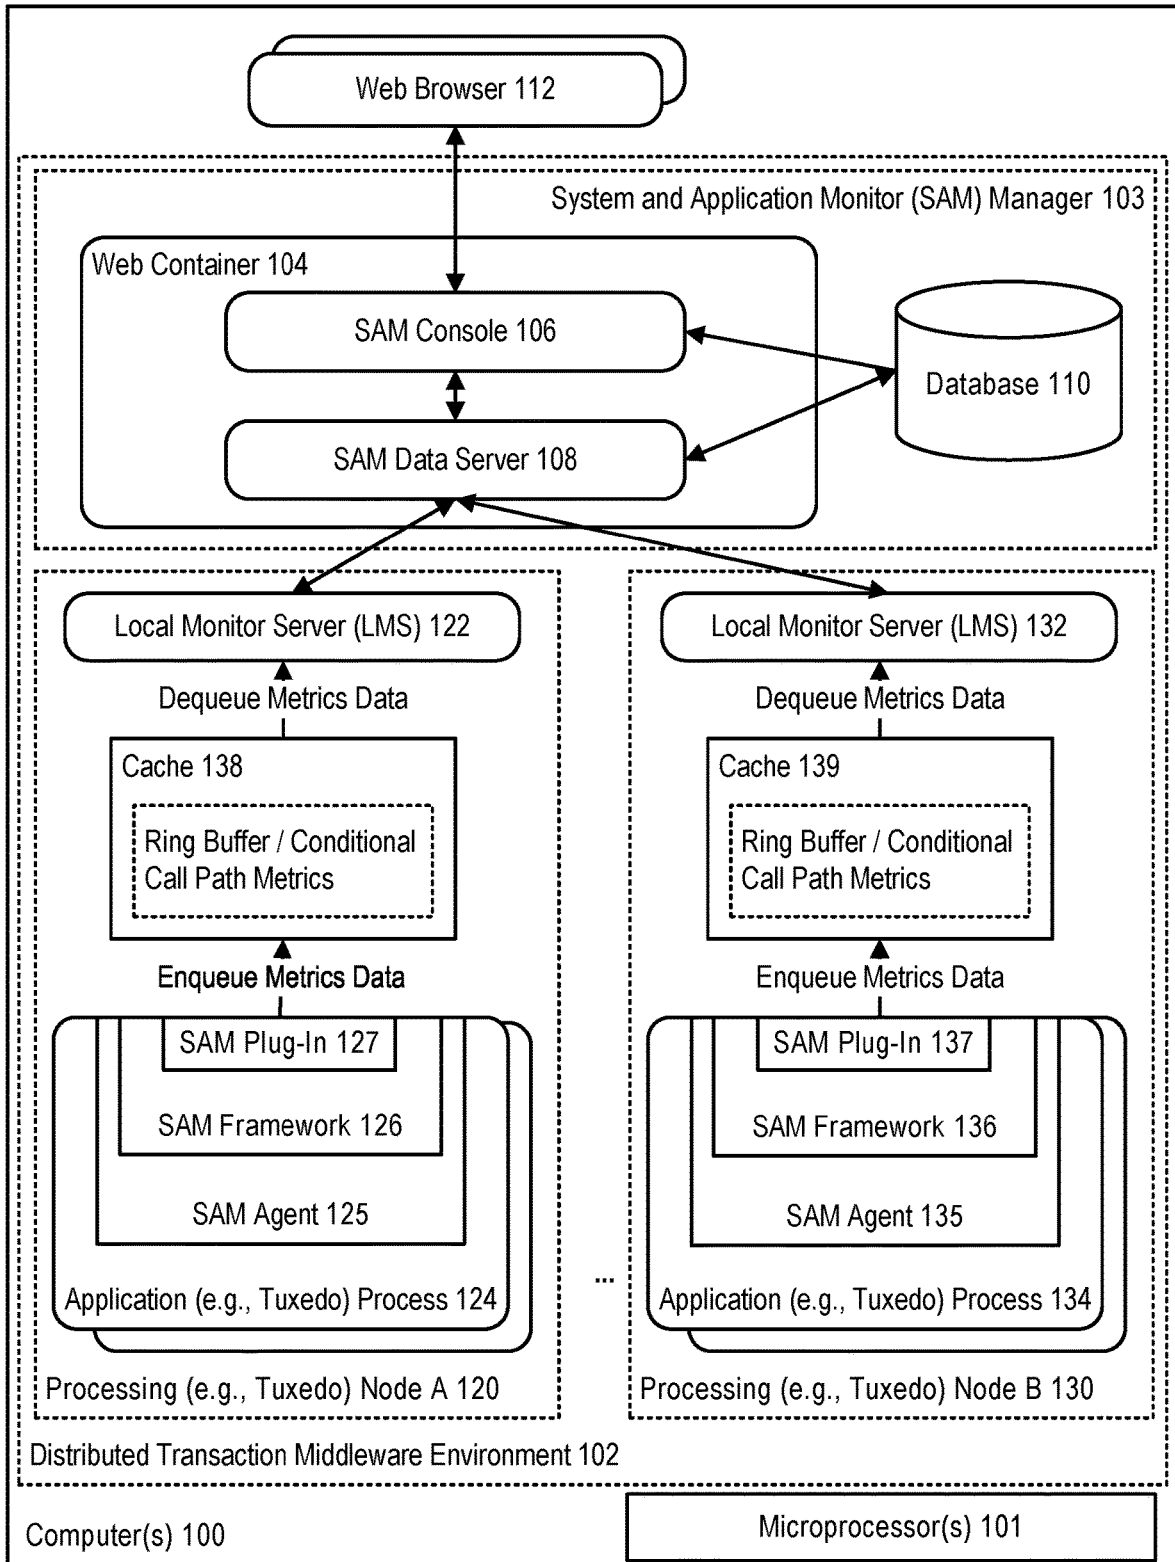 Web Browser 112
System and Application Monitor (SAM) Manager 103
Web Container 104
SAM Console 106
Database 110
SAM Data Server 108
Local Monitor Server (LMS) 122
Dequeue Metrics Data
Cache 138
Ring Buffer / Conditional
Call Path Metrics
Enqueue Metrics Data
SAM Plug-In 127
SAM Framework 126
SAM Agent 125
Application (e.g., Tuxedo) Process 124
Processing (e.g., Tuxedo) Node A 120
...
Local Monitor Server (LMS) 132
Dequeue Metrics Data
Cache 139
Ring Buffer / Conditional
Call Path Metrics
Enqueue Metrics Data
SAM Plug-In 137
SAM Framework 136
SAM Agent 135
Application (e.g., Tuxedo) Process 134
Processing (e.g., Tuxedo) Node B 130
Distributed Transaction Middleware Environment 102
Computer(s) 100
Microprocessor(s) 101